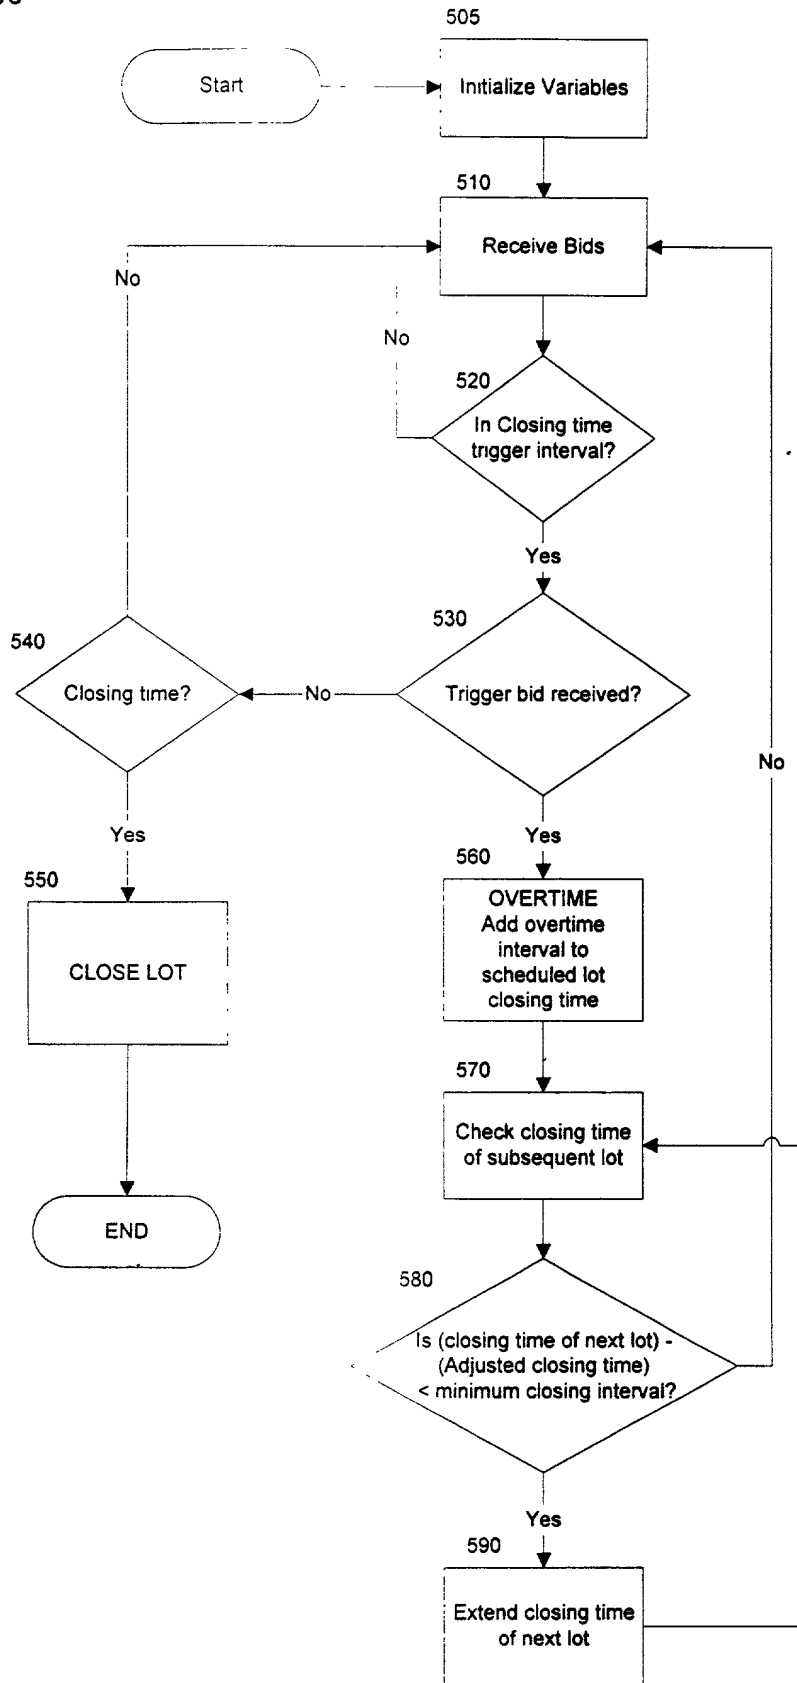 505
Start
Initialize Variables
510
Receive Bids
No
No
520
In Closing time
trigger interval?
Yes
530
540
Closing time?
No
Trigger bid received?
No
Yes
Yes
550
560
CLOSE LOT
OVERTIME
Add overtime
interval to
scheduled lot
closing time
570
Check closing time
of subsequent lot
END
580
Is (closing time of next lot) -
(Adjusted closing time)
< minimum closing interval?
Yes
590
Extend closing time
of next lot